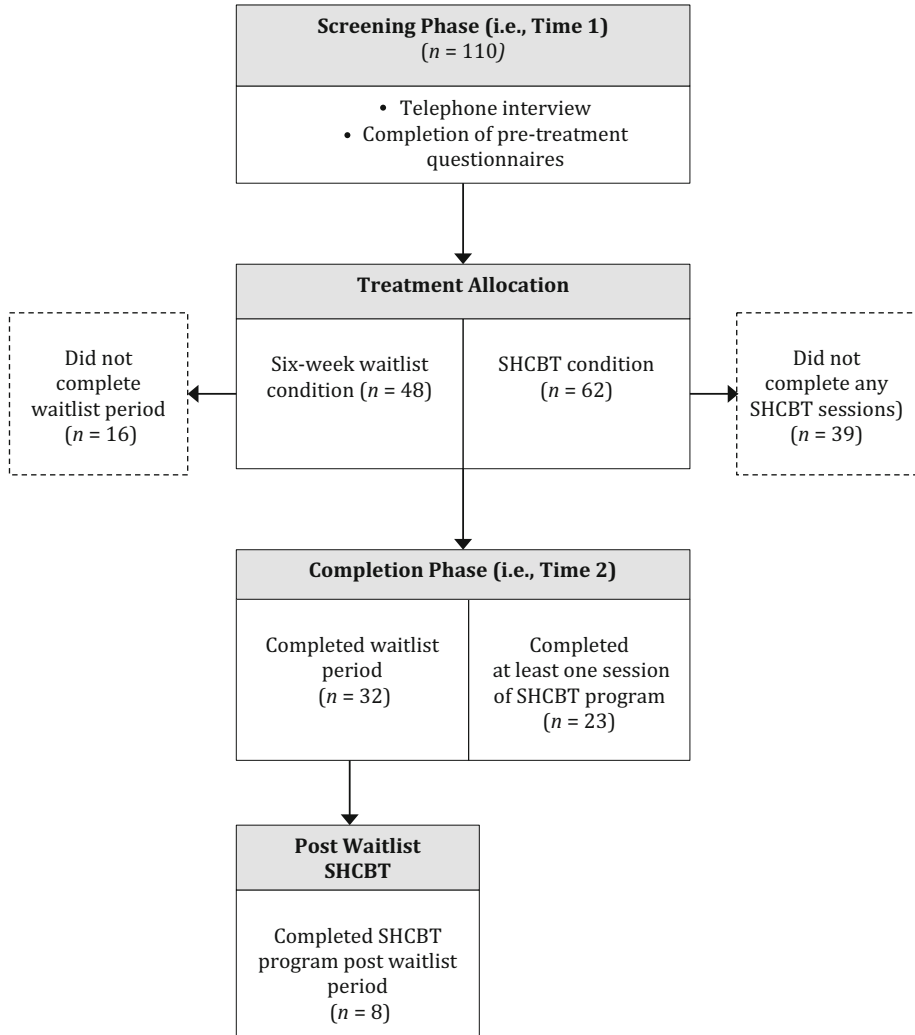 Screening Phase (i.e., Time 1)
(n = 110)
• Telephone interview
• Completion of pre-treatment
questionnaires
Treatment Allocation
Did not
complete
waitlist period
(n = 16)
Six-week waitlist
condition (n = 48)
SHCBT condition
(n = 62)
Did not
complete any
SHCBT sessions)
(n = 39)
Completion Phase (i.e., Time 2)
Completed waitlist
period
(n = 32)
Completed
at least one session
of SHCBT program
(n = 23)
Post Waitlist
SHCBT
Completed SHCBT
program post waitlist
period
(n = 8)